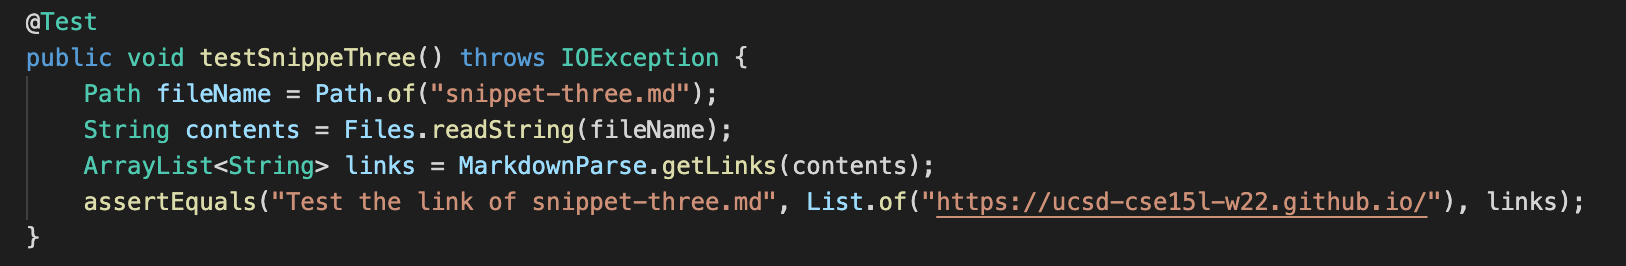 @Test
public void testSnippeThree() throws IOException {
    Path fileName = Path.of("snippet-three.md");
    String contents = Files.readString(fileName);
    ArrayList<String> links = MarkdownParse.getLinks(contents);
    assertEquals("Test the link of snippet-three.md", List.of("https://ucsd-cse15l-w22.github.io/"), links);
}